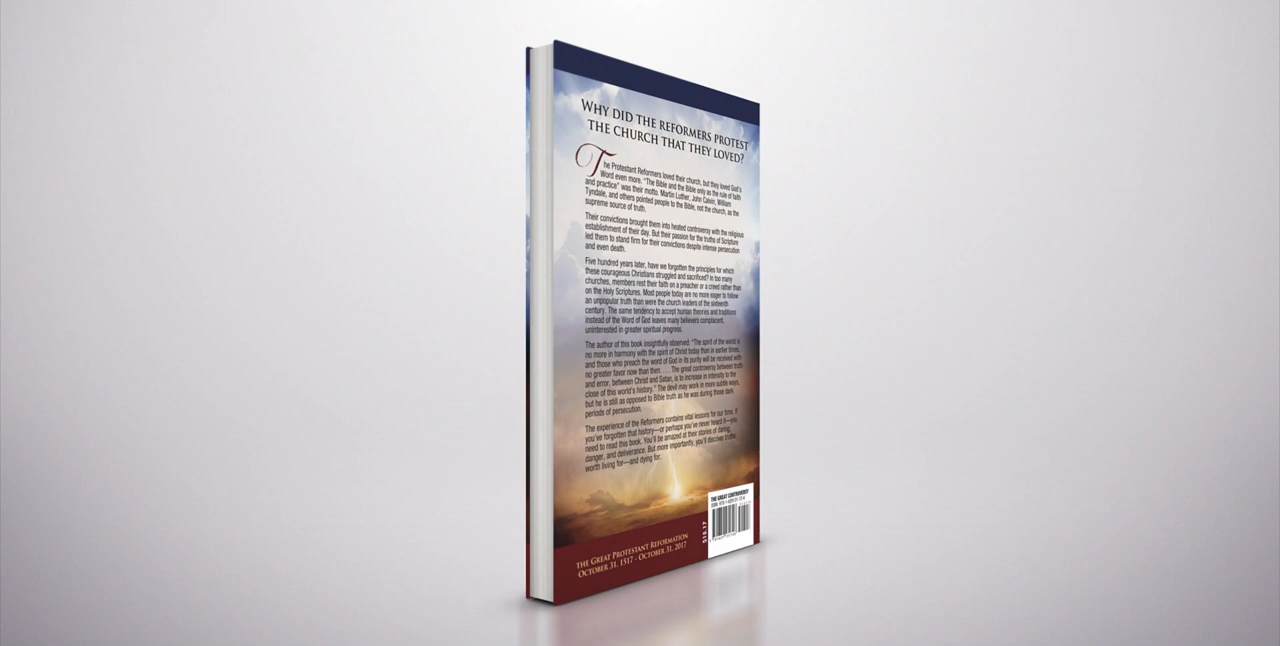 WHY DID THE REFORMERS PROTEST
THE CHURCH THAT THEY LOVED?
The Protestant Reformers loved their church, but they loved God's
Word even more. "The Bible and the Bible only as the rule of faith
and practice" was their motto. Martin Luther, John Calvin, William
Tyndale, and others pointed people to the Bible, not the church, as the
supreme source of truth.
Their convictions brought them into heated controversy with the religious
establishment of their day. But their passion for the truths of Scripture
led them to stand firm for their convictions despite intense persecution
and even death.
Five hundred years later, have we forgotten the principles for which
these courageous Christians struggled and sacrificed? In too many
churches, members rest their faith on a preacher or a creed rather than
on the Holy Scriptures. Most people today are no more eager to follow
an unpopular truth than were the church leaders of the sixteenth
century. The same tendency to accept human theories and traditions
instead of the Word of God leaves many believers complacent,
uninterested in greater spiritual progress.
The author of this book insightfully observed: "The spirit of the world is
no more in harmony with the spirit of Christ today than in earlier times,
and those who preach the word of God in its purity will be received with
no greater favor now than then. . . . The great controversy between truth
and error, between Christ and Satan, is to increase in intensity to the
close of this world's history." The devil may work in more subtle ways,
but he is still as opposed to Bible truth as he was during those dark
periods of persecution.
The experience of the Reformers contains vital lessons for our time. If
you've forgotten that history—or perhaps you've never heard it—you
need to read this book. You'll be amazed at their stories of daring,
danger, and deliverance. But more importantly, you'll discover truths
worth living for—and dying for.
THE GREAT CONTROVERSY
ISBN
$15.17
THE GREAT PROTESTANT REFORMATION
OCTOBER 31, 1517 - OCTOBER 31, 2017